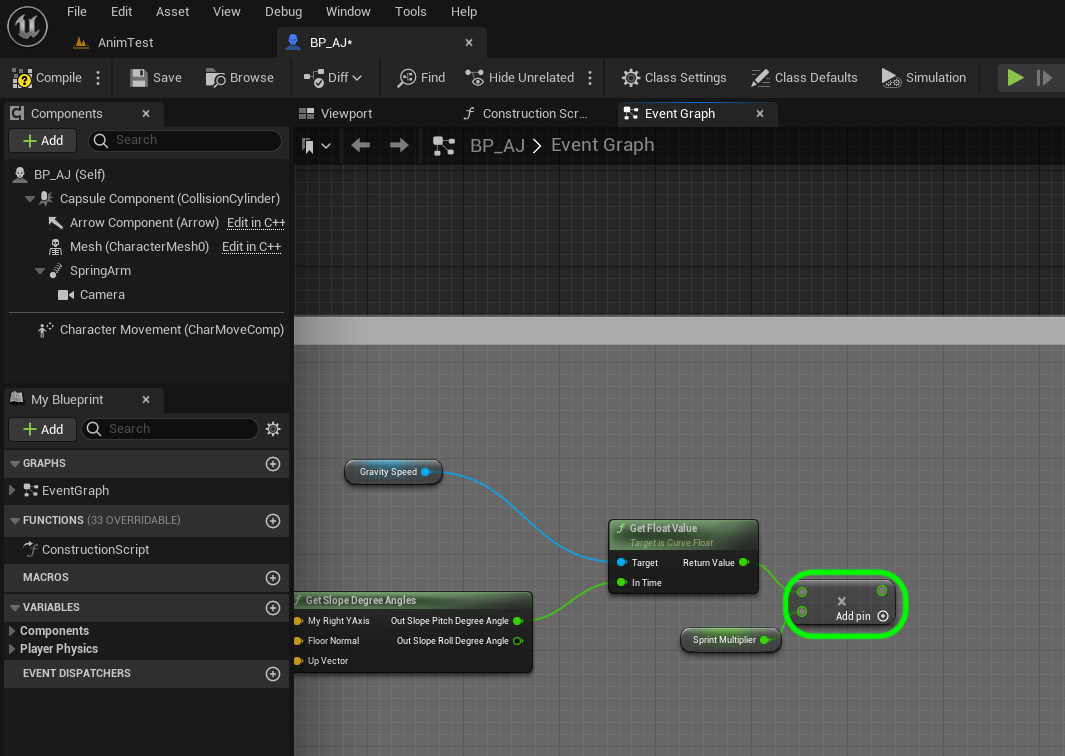 File Edit Asset View Debug Window Tools Help
AnimTest
BP_AJ*
Compile Save Browse Diff Find Hide Unrelated Class Settings Class Defaults Simulation
Components
Add Search
BP_AJ (Self)
Capsule Component (CollisionCylinder)
Arrow Component (Arrow) Edit in C++
Mesh (CharacterMesh0) Edit in C++
SpringArm
Camera
Character Movement (CharMoveComp)
My Blueprint
Add Search
GRAPHS
EventGraph
FUNCTIONS (33 OVERRIDABLE)
ConstructionScript
MACROS
VARIABLES
Components
Player Physics
EVENT DISPATCHERS
Viewport Construction Scr... Event Graph
BP_AJ > Event Graph
Gravity Speed
Get Float Value
Target is Curve Float
Target Return Value
In Time
Get Slope Degree Angles
My Right YAxis Out Slope Pitch Degree Angle
Floor Normal Out Slope Roll Degree Angle
Up Vector
Sprint Multiplier
Add pin